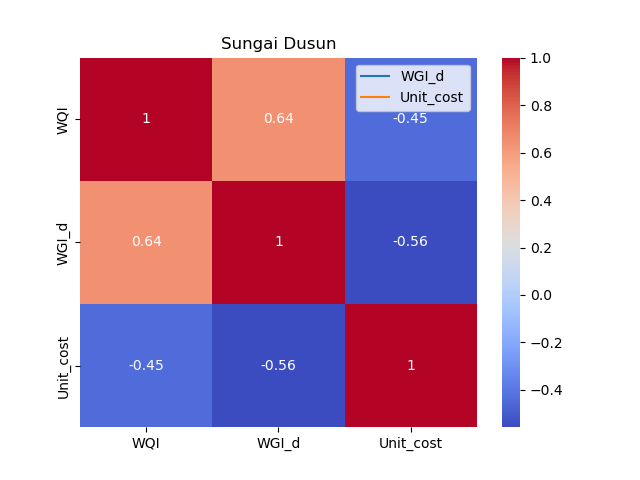 Sungai Dusun
WGI_d
Unit_cost
WQI
1
0.64
-0.45
WGI_d
0.64
1
-0.56
Unit_cost
-0.45
-0.56
1
WQI
WGI_d
Unit_cost
1.0
0.8
0.6
0.4
0.2
0.0
−0.2
−0.4